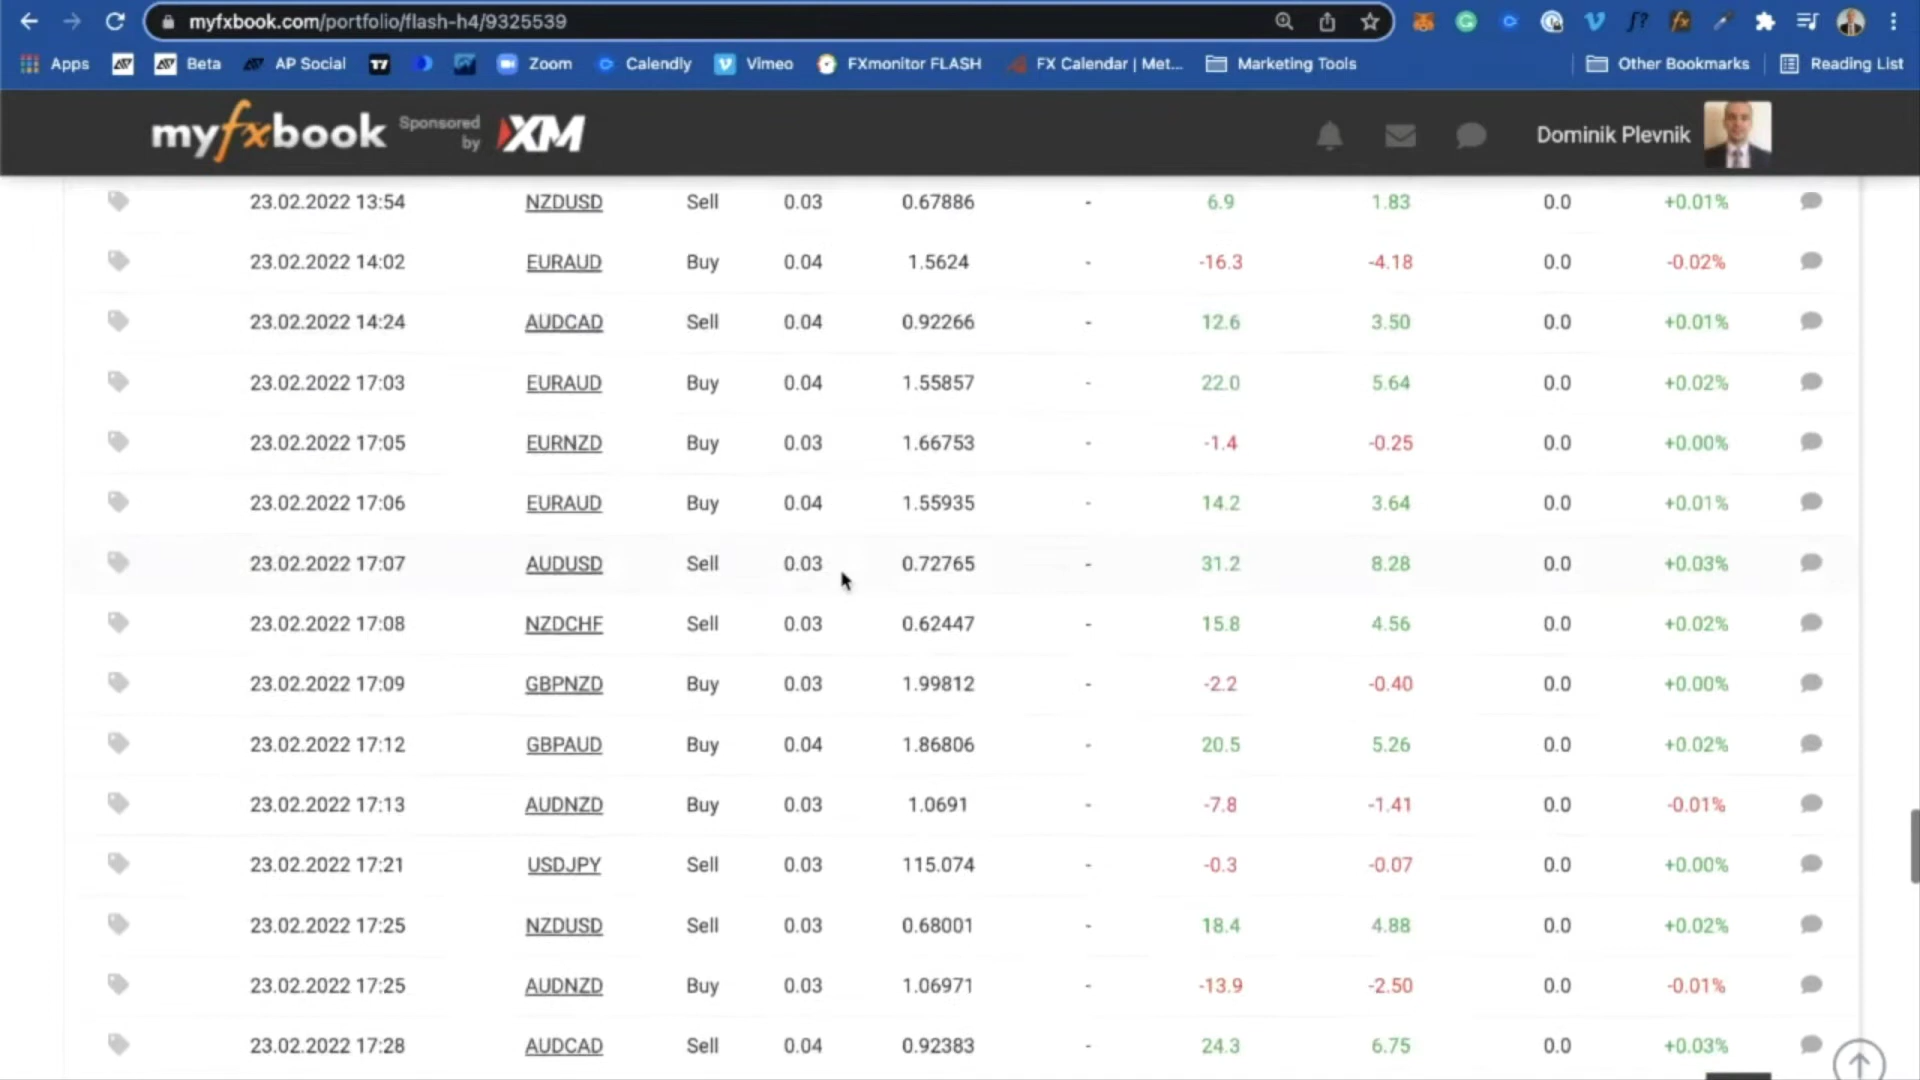 myfxbook.com/portfolio/flash-h4/9325539
Apps Beta AP Social Zoom Calendly Vimeo FXmonitor FLASH FX Calendar | Met... Marketing Tools Other Bookmarks Reading List
myfxbook Sponsored by XM Dominik Plevnik
23.02.2022 13:54 NZDUSD Sell 0.03 0.67886 - 6.9 1.83 0.0 +0.01%
23.02.2022 14:02 EURAUD Buy 0.04 1.5624 - -16.3 -4.18 0.0 -0.02%
23.02.2022 14:24 AUDCAD Sell 0.04 0.92266 - 12.6 3.50 0.0 +0.01%
23.02.2022 17:03 EURAUD Buy 0.04 1.55857 - 22.0 5.64 0.0 +0.02%
23.02.2022 17:05 EURNZD Buy 0.03 1.66753 - -1.4 -0.25 0.0 +0.00%
23.02.2022 17:06 EURAUD Buy 0.04 1.55935 - 14.2 3.64 0.0 +0.01%
23.02.2022 17:07 AUDUSD Sell 0.03 0.72765 - 31.2 8.28 0.0 +0.03%
23.02.2022 17:08 NZDCHF Sell 0.03 0.62447 - 15.8 4.56 0.0 +0.02%
23.02.2022 17:09 GBPNZD Buy 0.03 1.99812 - -2.2 -0.40 0.0 +0.00%
23.02.2022 17:12 GBPAUD Buy 0.04 1.86806 - 20.5 5.26 0.0 +0.02%
23.02.2022 17:13 AUDNZD Buy 0.03 1.0691 - -7.8 -1.41 0.0 -0.01%
23.02.2022 17:21 USDJPY Sell 0.03 115.074 - -0.3 -0.07 0.0 +0.00%
23.02.2022 17:25 NZDUSD Sell 0.03 0.68001 - 18.4 4.88 0.0 +0.02%
23.02.2022 17:25 AUDNZD Buy 0.03 1.06971 - -13.9 -2.50 0.0 -0.01%
23.02.2022 17:28 AUDCAD Sell 0.04 0.92383 - 24.3 6.75 0.0 +0.03%